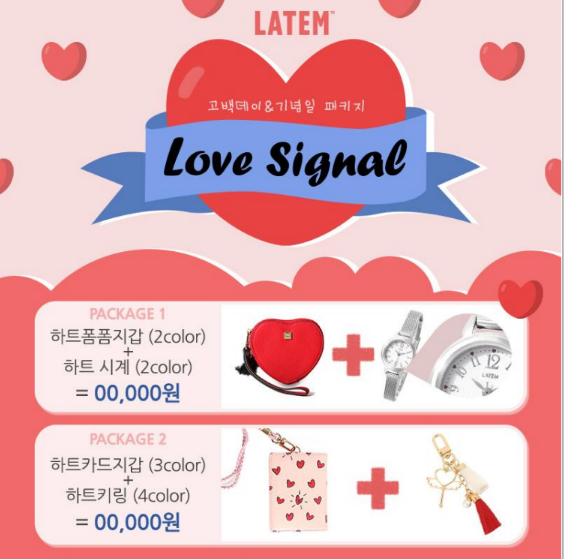 LATEM™
고백데이&기념일 패키지
Love Signal
PACKAGE 1
하트폼폼지갑 (2color)
+
하트 시계 (2color)
= 00,000원
12
LATEM
PACKAGE 2
하트카드지갑 (3color)
+
하트키링 (4color)
= 00,000원